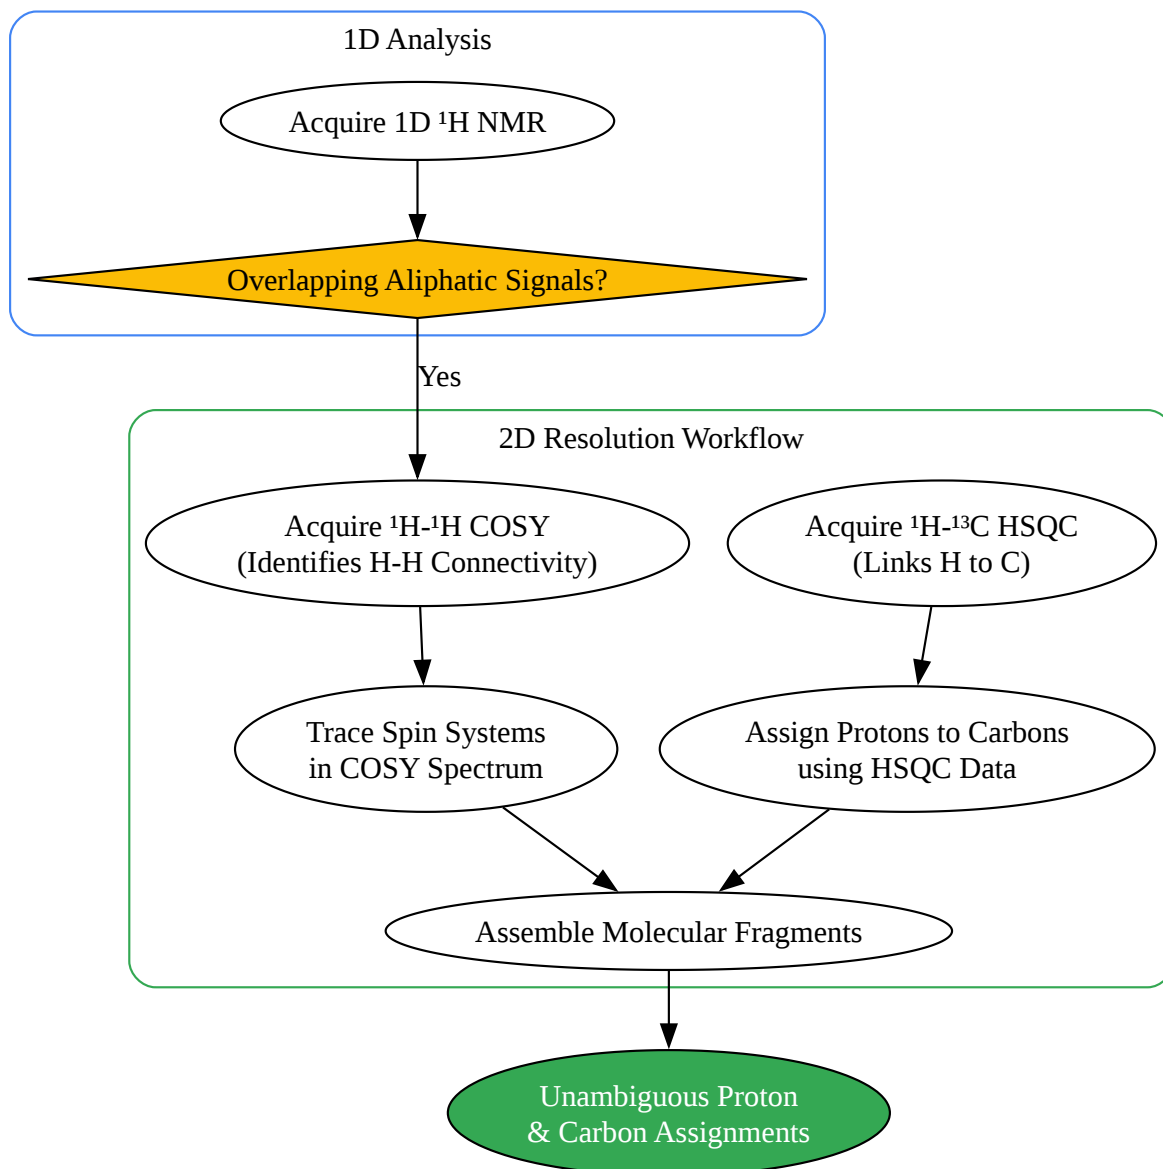 1D Analysis
Acquire 1D ¹H NMR
Overlapping Aliphatic Signals?
Yes
2D Resolution Workflow
Acquire ¹H-¹H COSY
(Identifies H-H Connectivity)
Acquire ¹H-¹³C HSQC
(Links H to C)
Trace Spin Systems
in COSY Spectrum
Assign Protons to Carbons
using HSQC Data
Assemble Molecular Fragments
Unambiguous Proton
& Carbon Assignments